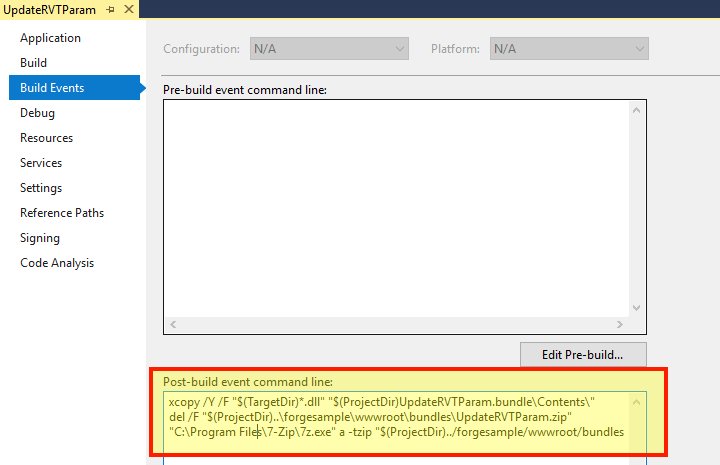 UpdateRVTParam
Application
Build
Build Events
Debug
Resources
Services
Settings
Reference Paths
Signing
Code Analysis
Configuration: N/A Platform: N/A
Pre-build event command line:
Edit Pre-build...
Post-build event command line:
xcopy /Y /F "$(TargetDir)*.dll" "$(ProjectDir)UpdateRVTParam.bundle\Contents\"
del /F "$(ProjectDir)..\forgesample\wwwroot\bundles\UpdateRVTParam.zip"
"C:\Program Files\7-Zip\7z.exe" a -tzip "$(ProjectDir)../forgesample/wwwroot/bundles